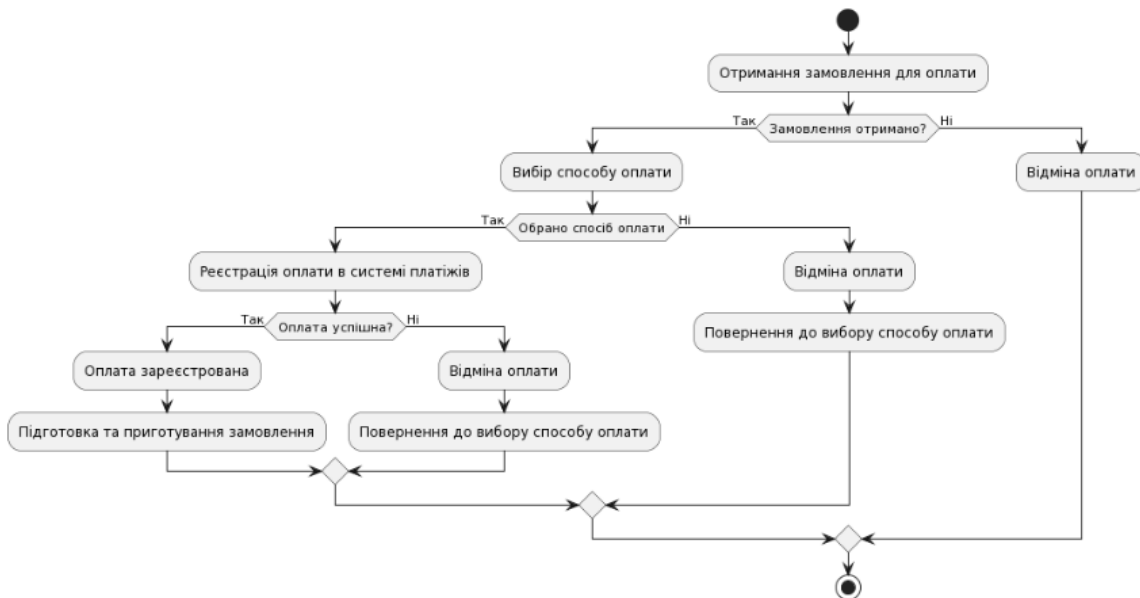 Отримання замовлення для оплати
Так
Замовлення отримано?
Ні
Вибір способу оплати
Відміна оплати
Так
Обрано спосіб оплати
Ні
Реєстрація оплати в системі платіжів
Відміна оплати
Так
Оплата успішна?
Ні
Повернення до вибору способу оплати
Оплата зареєстрована
Відміна оплати
Підготовка та приготування замовлення
Повернення до вибору способу оплати